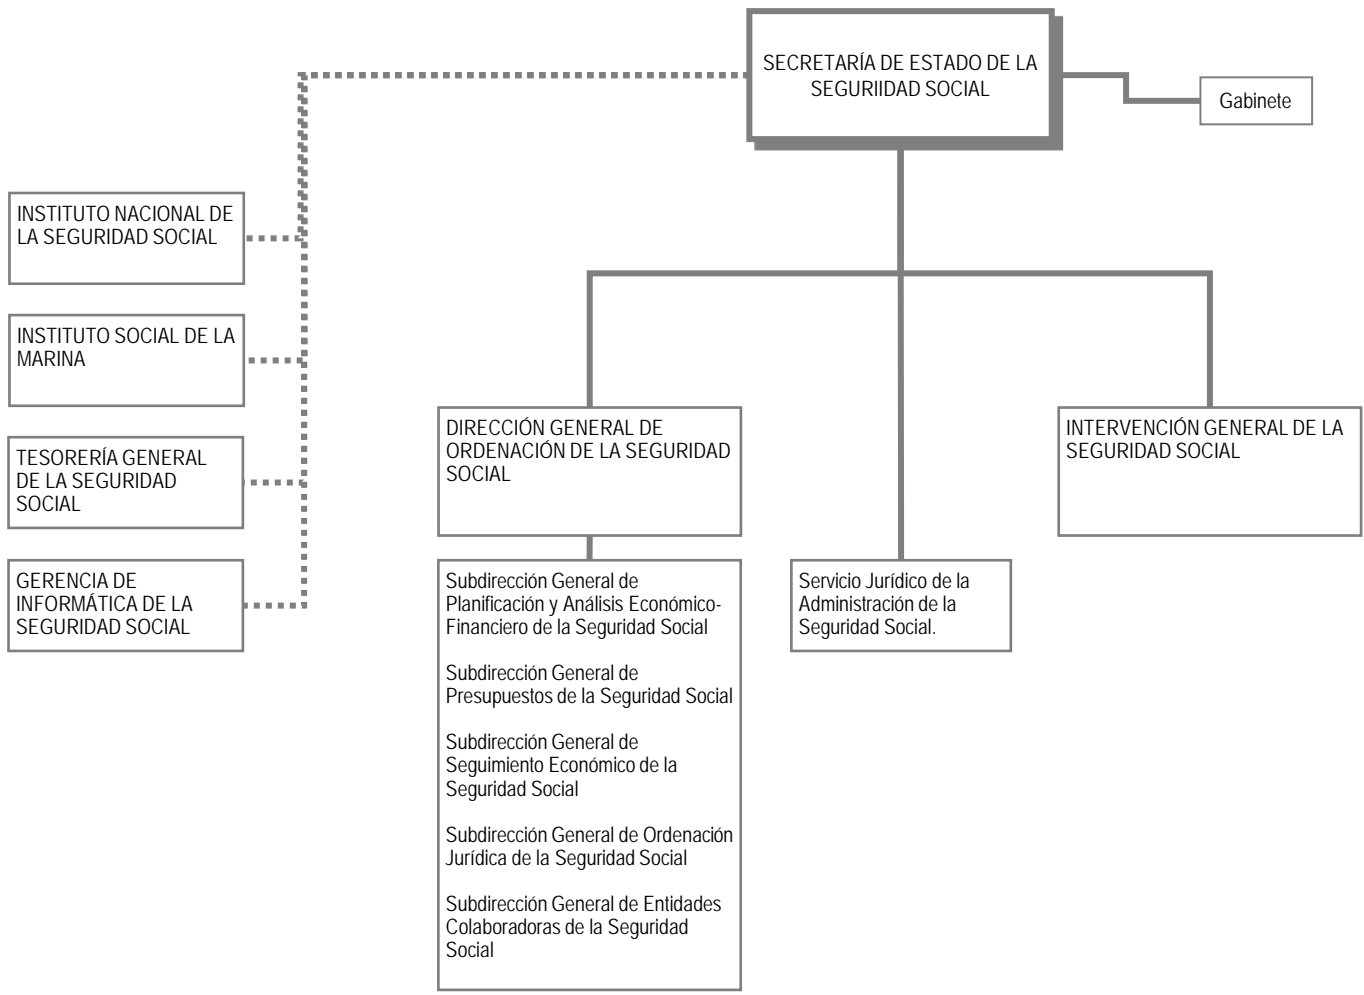 SECRETARÍA DE ESTADO DE LA
SEGURIIDAD SOCIAL
Gabinete
INSTITUTO NACIONAL DE
LA SEGURIDAD SOCIAL
INSTITUTO SOCIAL DE LA
MARINA
TESORERÍA GENERAL
DE LA SEGURIDAD
SOCIAL
GERENCIA DE
INFORMÁTICA DE LA
SEGURIDAD SOCIAL
DIRECCIÓN GENERAL DE
ORDENACIÓN DE LA SEGURIDAD
SOCIAL
Subdirección General de
Planificación y Análisis Económico-
Financiero de la Seguridad Social
Subdirección General de
Presupuestos de la Seguridad Social
Subdirección General de
Seguimiento Económico de la
Seguridad Social
Subdirección General de Ordenación
Jurídica de la Seguridad Social
Subdirección General de Entidades
Colaboradoras de la Seguridad
Social
Servicio Jurídico de la
Administración de la
Seguridad Social.
INTERVENCIÓN GENERAL DE LA
SEGURIDAD SOCIAL